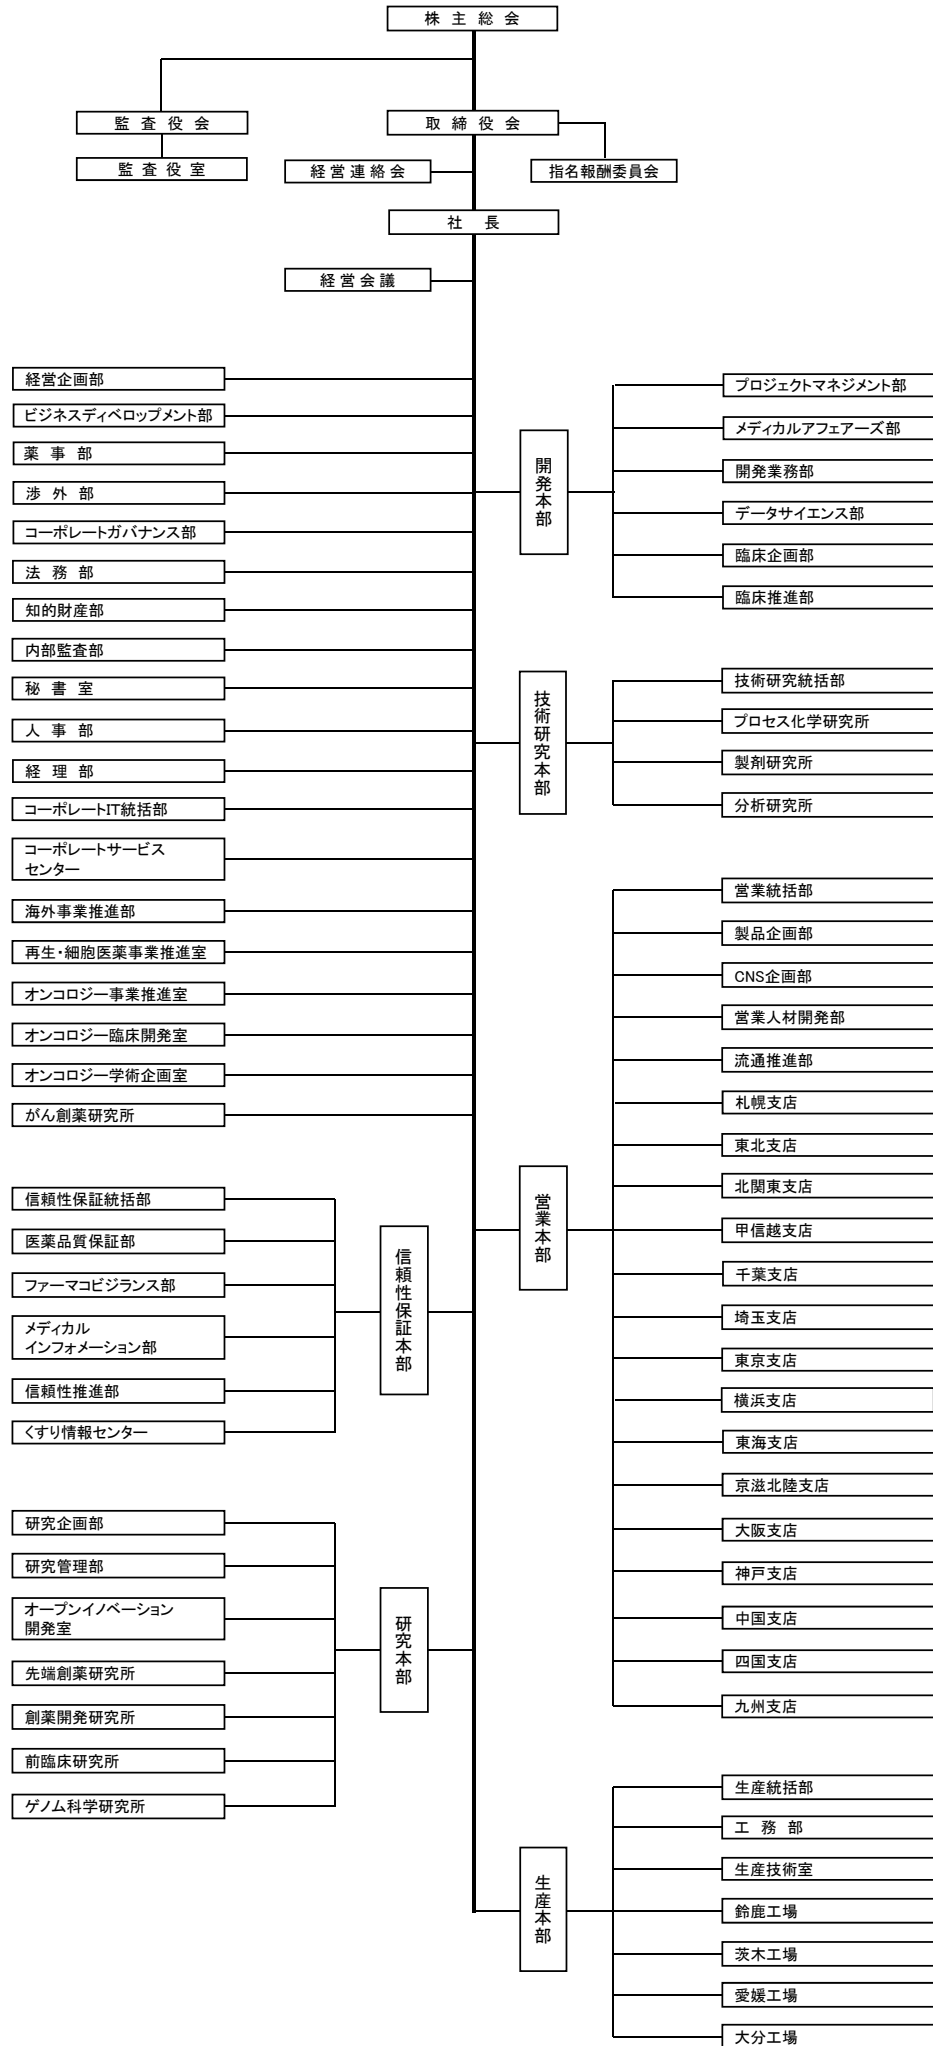 株 主 総 会
監 査 役 会
取 締 役 会
監 査 役 室
経 営 連 絡 会
指名報酬委員会
社 長
経 営 会 議
経営企画部
ビジネスディベロップメント部
薬 事 部
渉 外 部
コーポレートガバナンス部
法 務 部
知的財産部
内部監査部
秘 書 室
人 事 部
経 理 部
コーポレートIT統括部
コーポレートサービス
センター
海外事業推進部
再生・細胞医薬事業推進室
オンコロジー事業推進室
オンコロジー臨床開発室
オンコロジー学術企画室
がん創薬研究所
信頼性保証本部
信頼性保証統括部
医薬品質保証部
ファーマコビジランス部
メディカル
インフォメーション部
信頼性推進部
くすり情報センター
研究本部
研究企画部
研究管理部
オープンイノベーション
開発室
先端創薬研究所
創薬開発研究所
前臨床研究所
ゲノム科学研究所
開発本部
プロジェクトマネジメント部
メディカルアフェアーズ部
開発業務部
データサイエンス部
臨床企画部
臨床推進部
技術研究本部
技術研究統括部
プロセス化学研究所
製剤研究所
分析研究所
営業本部
営業統括部
製品企画部
CNS企画部
営業人材開発部
流通推進部
札幌支店
東北支店
北関東支店
甲信越支店
千葉支店
埼玉支店
東京支店
横浜支店
東海支店
京滋北陸支店
大阪支店
神戸支店
中国支店
四国支店
九州支店
生産本部
生産統括部
工 務 部
生産技術室
鈴鹿工場
茨木工場
愛媛工場
大分工場